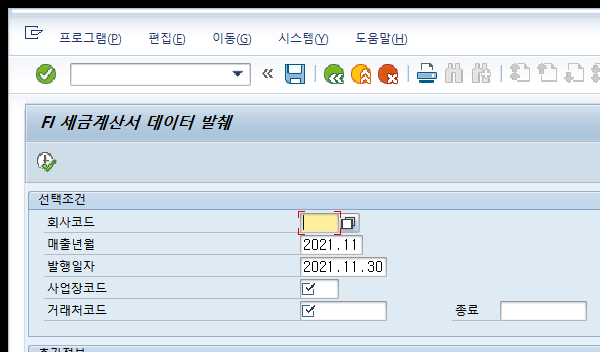 프로그램(P) 편집(E) 이동(G) 시스템(Y) 도움말(H)
FI 세금계산서 데이터 발췌
선택조건
회사코드
매출년월 2021.11
발행일자 2021.11.30
사업장코드
거래처코드 종료